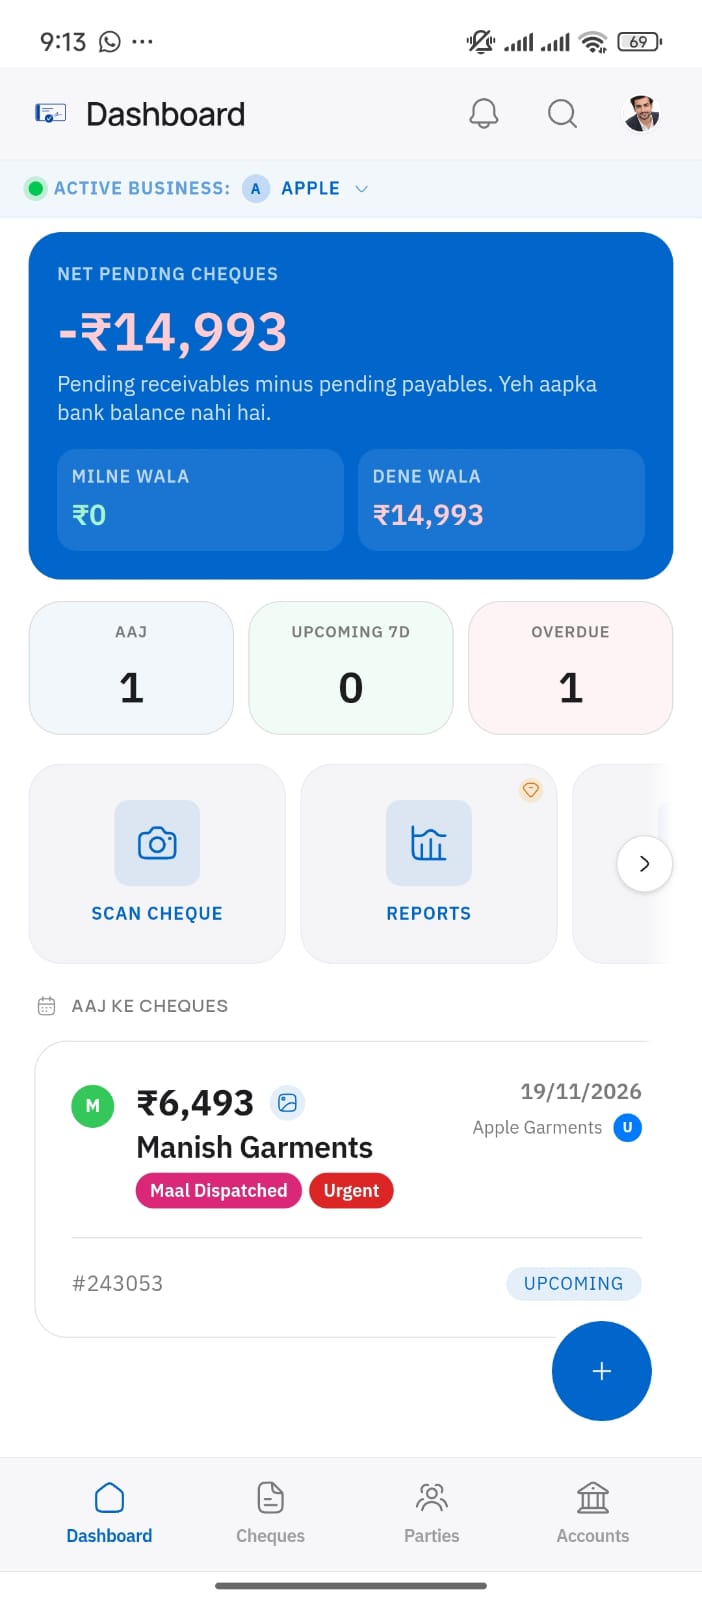 9:13
69
Dashboard
ACTIVE BUSINESS: A APPLE
NET PENDING CHEQUES
-₹14,993
Pending receivables minus pending payables. Yeh aapka
bank balance nahi hai.
MILNE WALA
₹0
DENE WALA
₹14,993
AAJ
1
UPCOMING 7D
0
OVERDUE
1
SCAN CHEQUE
REPORTS
AAJ KE CHEQUES
M
₹6,493
19/11/2026
Manish Garments
Apple Garments U
Maal Dispatched
Urgent
#243053
UPCOMING
+
Dashboard
Cheques
Parties
Accounts